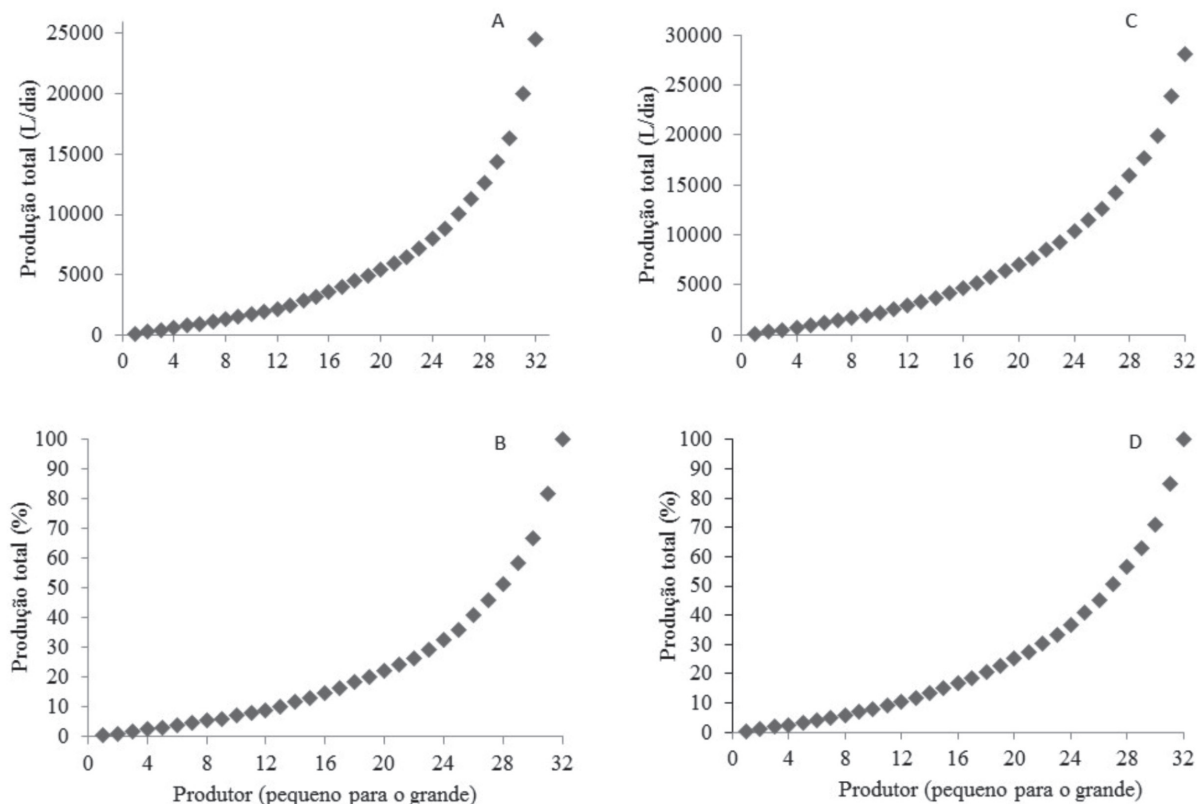 A
Produção total (L/dia)
25000
20000
15000
10000
5000
0
0 4 8 12 16 20 24 28 32
C
Produção total (L/dia)
30000
25000
20000
15000
10000
5000
0
0 4 8 12 16 20 24 28 32
B
Produção total (%)
100
90
80
70
60
50
40
30
20
10
0
0 4 8 12 16 20 24 28 32
Produtor (pequeno para o grande)
D
Produção total (%)
100
90
80
70
60
50
40
30
20
10
0
0 4 8 12 16 20 24 28 32
Produtor (pequeno para o grande)